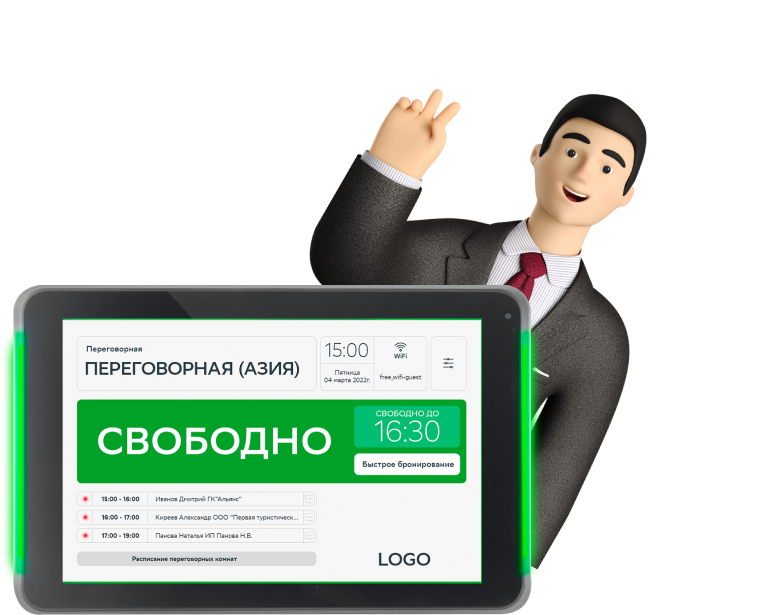 Переговорная
ПЕРЕГОВОРНАЯ (АЗИЯ)
15:00
Пятница
04 марта 2022г.
WiFi
free_wifi-guest
СВОБОДНО
СВОБОДНО ДО
16:30
Быстрое бронирование
15:00 - 16:00 Иванов Дмитрий ГК"Альянс"
16:00 - 17:00 Киреев Александр ООО "Первая туристическ...
17:00 - 19:00 Панова Наталья ИП Панова Н.В.
Расписание переговорных комнат
LOGO